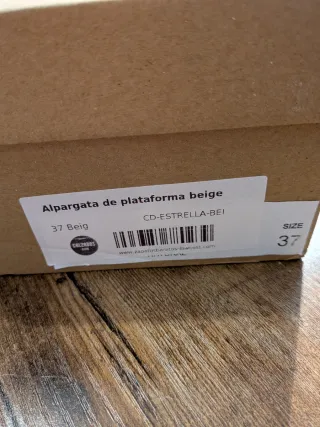 Alpargata de plataforma beige
CD-ESTRELLA-BEI
37 Beig
SIZE
37